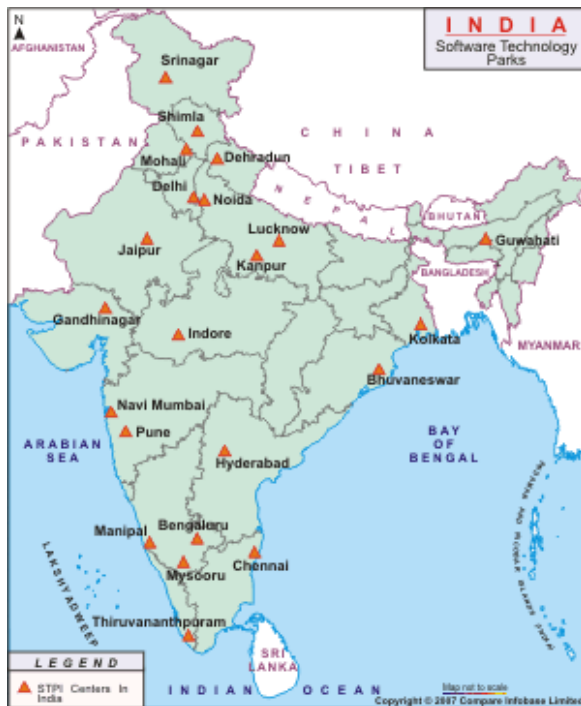 N
I N D I A
Software Technology
Parks
AFGHANISTAN
Srinagar
Shimla
C H I N A
PAKISTAN
Mohali
Dehradun
TIBET
Delhi
Noida
NEPAL
Lucknow
BHUTAN
Jaipur
Guwahati
Kanpur
BANGLADESH
Gandhinagar
Indore
Kolkata
MYANMAR
Bhuvaneswar
Navi Mumbai
Pune
ARABIAN
SEA
BAY
OF
BENGAL
Hyderabad
ANDAMAN AND NICOBAR ISLANDS
Bengaluru
Manipal
Chennai
Mysooru
LAKSHYADWEEP
Thiruvananthpuram
SRI
LANKA
LEGEND
STPI Centers In
India
INDIAN OCEAN
Map not to scale
Copyright © 2007 Compare Infobase Limited